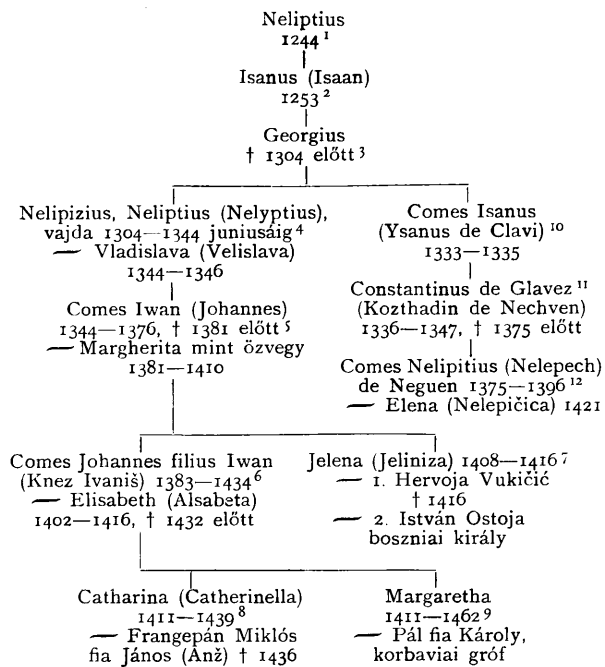 Neliptius
1244 ¹
Isanus (Isaan)
1253 ²
Georgius
† 1304 előtt ³
Nelipizius, Neliptius (Nelyptius),
vajda 1304—1344 juniusáig ⁴
— Vladislava (Velislava)
1344—1346
Comes Iwan (Johannes)
1344—1376, † 1381 előtt ⁵
— Margherita mint özvegy
1381—1410
Comes Isanus
(Ysanus de Clavi) ¹⁰
1333—1335
Constantinus de Glavez ¹¹
(Kozthadin de Nechven)
1336—1347, † 1375 előtt
Comes Nelipitius (Nelepech)
de Neguen 1375—1396 ¹²
— Elena (Nelepičica) 1421
Comes Johannes filius Iwan
(Knez Ivaniš) 1383—1434 ⁶
— Elisabeth (Alsabeta)
1402—1416, † 1432 előtt
Jelena (Jeliniza) 1408—1416 ⁷
— 1. Hervoja Vukičić
† 1416
— 2. István Ostoja
boszniai király
Catharina (Catherinella)
1411—1439 ⁸
— Frangepán Miklós
fia János (Anž) † 1436
Margaretha
1411—1462 ⁹
— Pál fia Károly,
korbaviai gróf